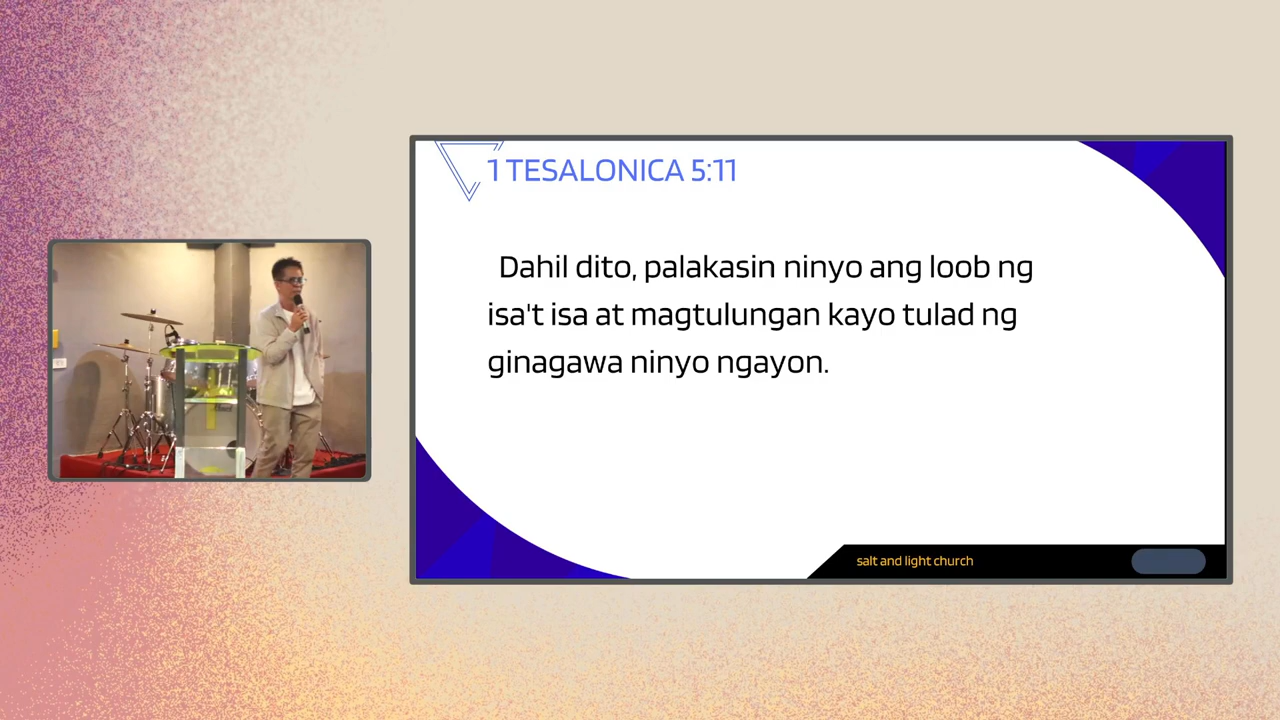 1 TESALONICA 5:11
Dahil dito, palakasin ninyo ang loob ng
isa't isa at magtulungan kayo tulad ng
ginagawa ninyo ngayon.
salt and light church